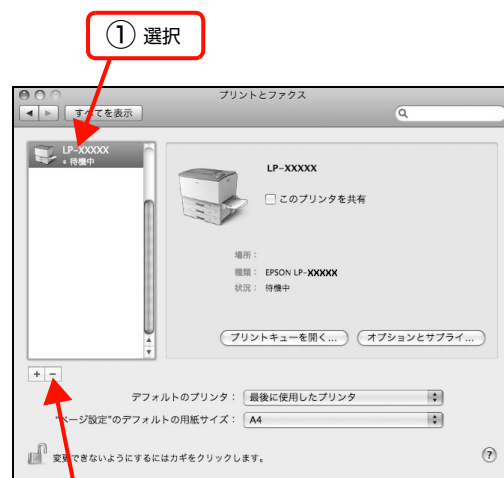 ① 選択
プリントとファクス
すべてを表示
LP-XXXXX
待機中
LP-XXXXX
このプリンタを共有
場所：
種類： EPSON LP-XXXXX
状況： 待機中
プリントキューを開く... オプションとサプライ...
+ −
デフォルトのプリンタ： 最後に使用したプリンタ
"ページ設定"のデフォルトの用紙サイズ： A4
変更できないようにするにはカギをクリックします。 ?